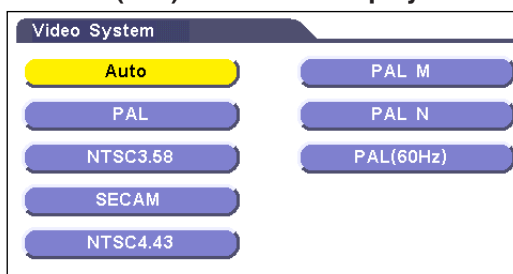 Video System
Auto
PAL
NTSC3.58
SECAM
NTSC4.43
PAL M
PAL N
PAL(60Hz)